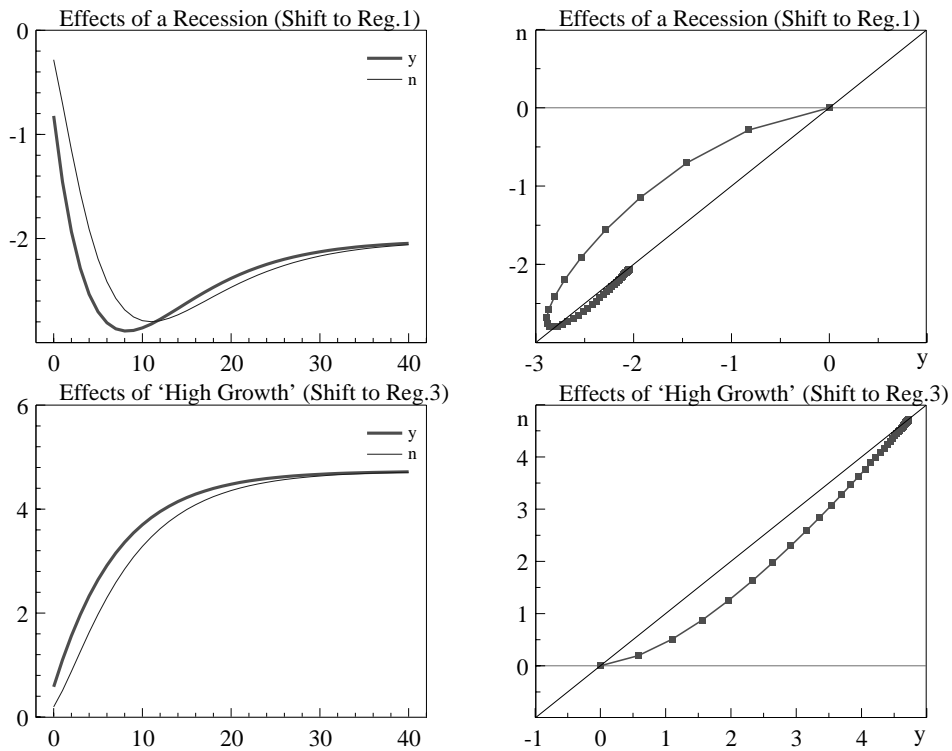 Effects of a Recession (Shift to Reg.1)
0
-1
-2
y
n
0 10 20 30 40
Effects of a Recession (Shift to Reg.1)
n
0
-1
-2
-3 -2 -1 0 y
Effects of ‘High Growth’ (Shift to Reg.3)
6
4
2
0
y
n
0 10 20 30 40
Effects of ‘High Growth’ (Shift to Reg.3)
n
4
3
2
1
0
-1 0 1 2 3 4 y